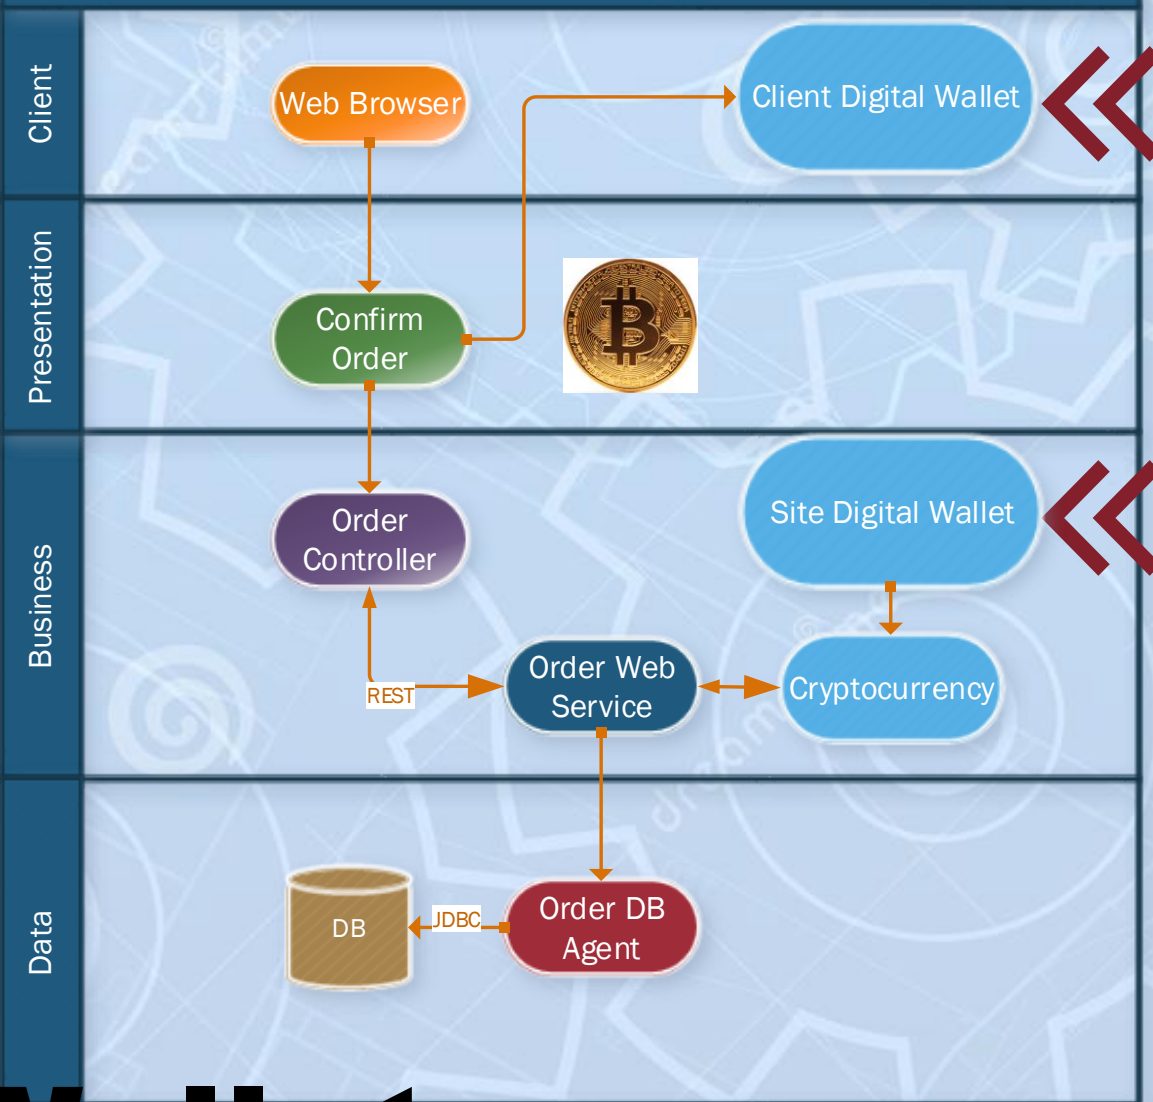 Client
Web Browser
Client Digital Wallet
Presentation
Confirm
Order
Business
Order
Controller
Site Digital Wallet
REST
Order Web
Service
Cryptocurrency
Data
DB
JDBC
Order DB
Agent